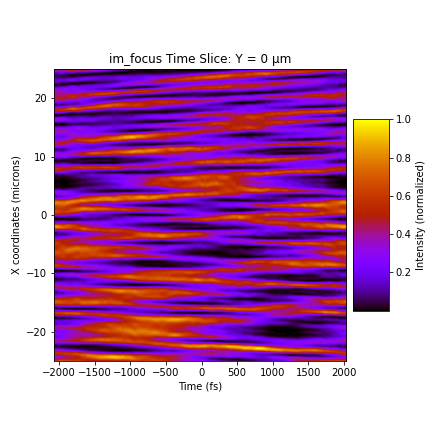 im_focus Time Slice: Y = 0 μm
20
10
0
−10
−20
X coordinates (microns)
−2000 −1500 −1000 −500 0 500 1000 1500 2000
Time (fs)
1.0
0.8
0.6
0.4
0.2
Intensity (normalized)